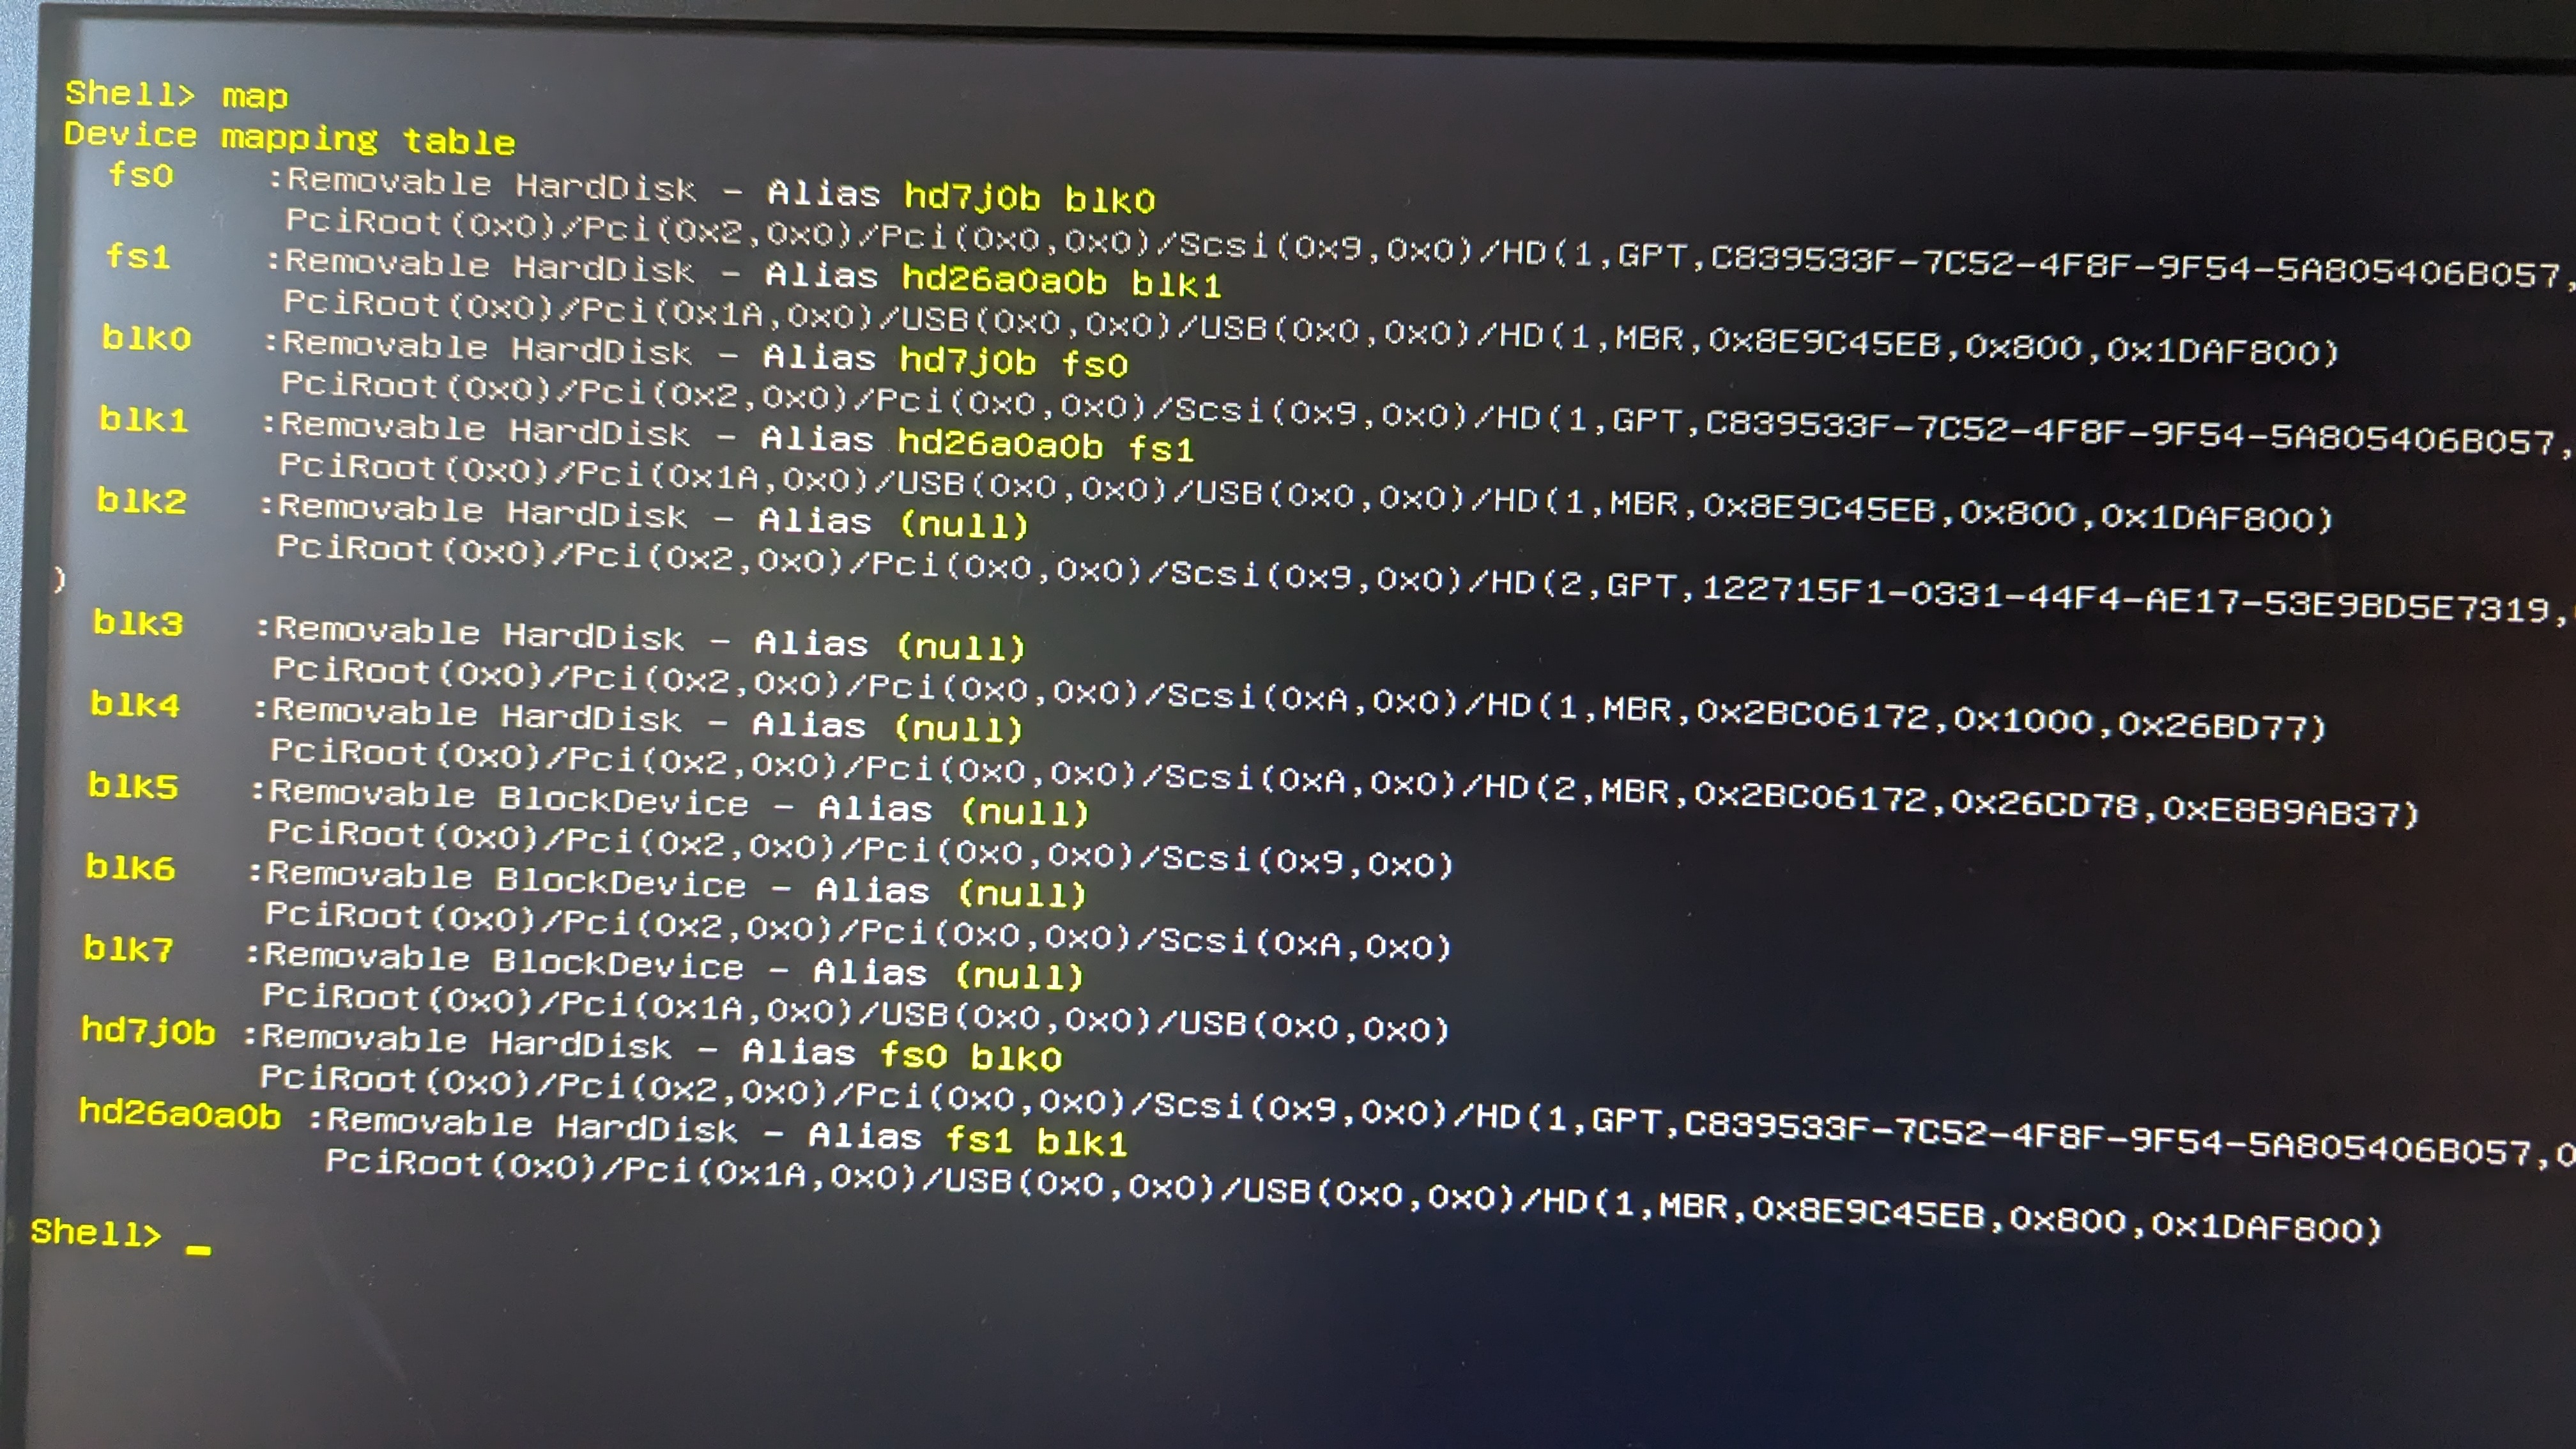 Shell> map
Device mapping table
fs0 :Removable HardDisk - Alias hd7j0b blk0
PciRoot(0x0)/Pci(0x2,0x0)/Pci(0x0,0x0)/Scsi(0x9,0x0)/HD(1,GPT,C839533F-7C52-4F8F-9F54-5A805406B057,
fs1 :Removable HardDisk - Alias hd26a0a0b blk1
PciRoot(0x0)/Pci(0x1A,0x0)/USB(0x0,0x0)/USB(0x0,0x0)/HD(1,MBR,0x8E9C45EB,0x800,0x1DAF800)
blk0 :Removable HardDisk - Alias hd7j0b fs0
PciRoot(0x0)/Pci(0x2,0x0)/Pci(0x0,0x0)/Scsi(0x9,0x0)/HD(1,GPT,C839533F-7C52-4F8F-9F54-5A805406B057,
blk1 :Removable HardDisk - Alias hd26a0a0b fs1
PciRoot(0x0)/Pci(0x1A,0x0)/USB(0x0,0x0)/USB(0x0,0x0)/HD(1,MBR,0x8E9C45EB,0x800,0x1DAF800)
blk2 :Removable HardDisk - Alias (null)
PciRoot(0x0)/Pci(0x2,0x0)/Pci(0x0,0x0)/Scsi(0x9,0x0)/HD(2,GPT,122715F1-0331-44F4-AE17-53E9BD5E7319,
)
blk3 :Removable HardDisk - Alias (null)
PciRoot(0x0)/Pci(0x2,0x0)/Pci(0x0,0x0)/Scsi(0xA,0x0)/HD(1,MBR,0x2BC06172,0x1000,0x26BD77)
blk4 :Removable HardDisk - Alias (null)
PciRoot(0x0)/Pci(0x2,0x0)/Pci(0x0,0x0)/Scsi(0xA,0x0)/HD(2,MBR,0x2BC06172,0x26CD78,0xE8B9AB37)
blk5 :Removable BlockDevice - Alias (null)
PciRoot(0x0)/Pci(0x2,0x0)/Pci(0x0,0x0)/Scsi(0x9,0x0)
blk6 :Removable BlockDevice - Alias (null)
PciRoot(0x0)/Pci(0x2,0x0)/Pci(0x0,0x0)/Scsi(0xA,0x0)
blk7 :Removable BlockDevice - Alias (null)
PciRoot(0x0)/Pci(0x1A,0x0)/USB(0x0,0x0)/USB(0x0,0x0)
hd7j0b :Removable HardDisk - Alias fs0 blk0
PciRoot(0x0)/Pci(0x2,0x0)/Pci(0x0,0x0)/Scsi(0x9,0x0)/HD(1,GPT,C839533F-7C52-4F8F-9F54-5A805406B057,0
hd26a0a0b :Removable HardDisk - Alias fs1 blk1
PciRoot(0x0)/Pci(0x1A,0x0)/USB(0x0,0x0)/USB(0x0,0x0)/HD(1,MBR,0x8E9C45EB,0x800,0x1DAF800)
Shell> _